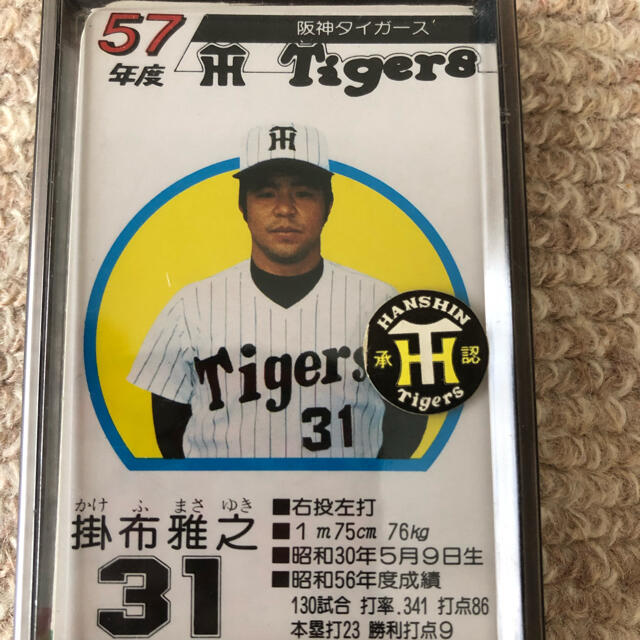 57
年度
阪神タイガース
TH Tigers
TH
Tigers
31
HANSHIN
承 TH 認
Tigers
かけ ふ まさ ゆき
掛布雅之
31
■右投左打
■1m75cm 76kg
■昭和30年5月9日生
■昭和56年度成績
130試合 打率.341 打点86
本塁打23 勝利打点9